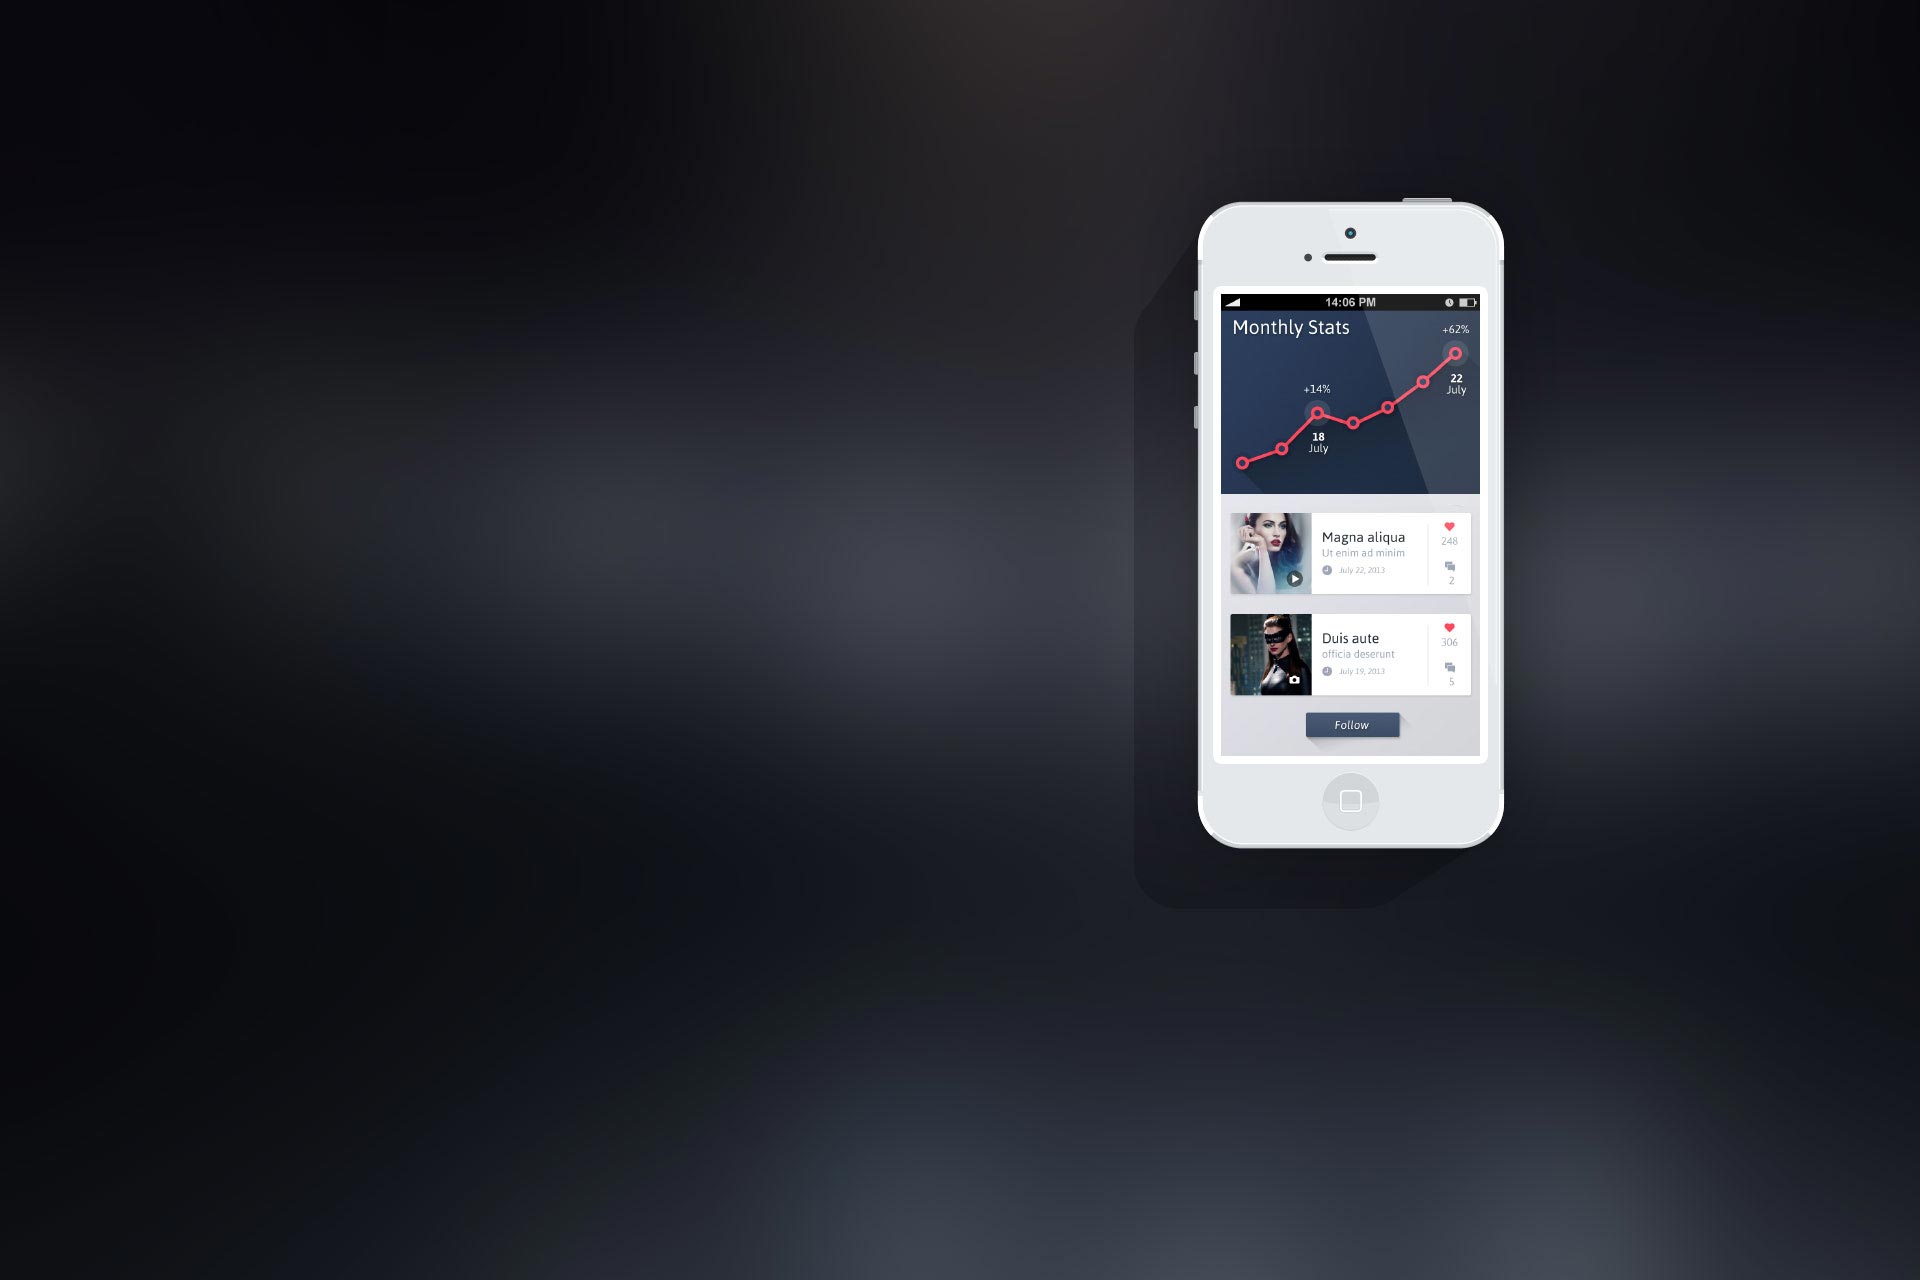 14:06 PM
Monthly Stats
+62%
22
July
+14%
18
July
Magna aliqua
Ut enim ad minim
July 22, 2013
248
2
Duis aute
officia deserunt
July 19, 2013
306
5
Follow